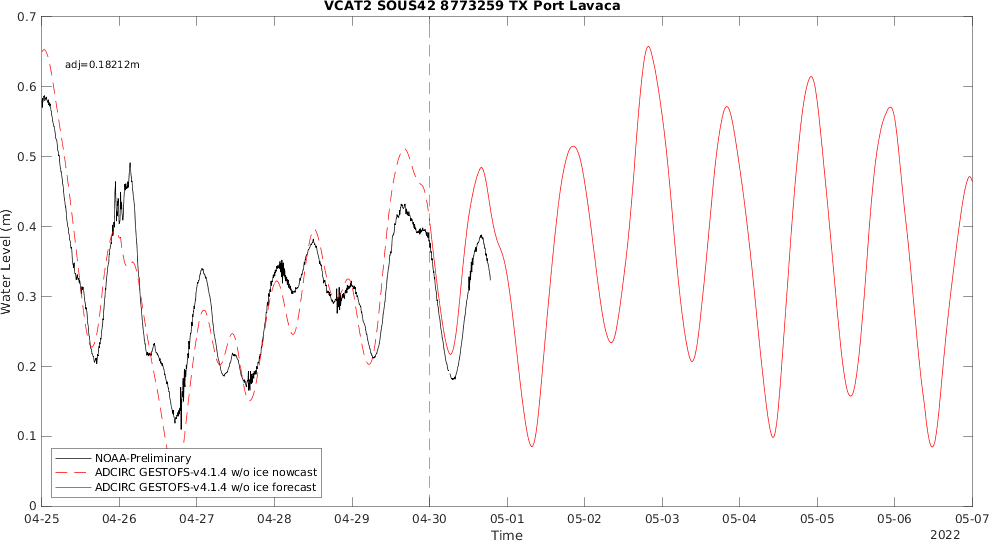 VCAT2 SOUS42 8773259 TX Port Lavaca
0.7
0.6
0.5
0.4
0.3
0.2
0.1
0
Water Level (m)
adj=0.18212m
NOAA-Preliminary
ADCIRC GESTOFS-v4.1.4 w/o ice nowcast
ADCIRC GESTOFS-v4.1.4 w/o ice forecast
04-25 04-26 04-27 04-28 04-29 04-30 05-01 05-02 05-03 05-04 05-05 05-06 05-07
Time
2022